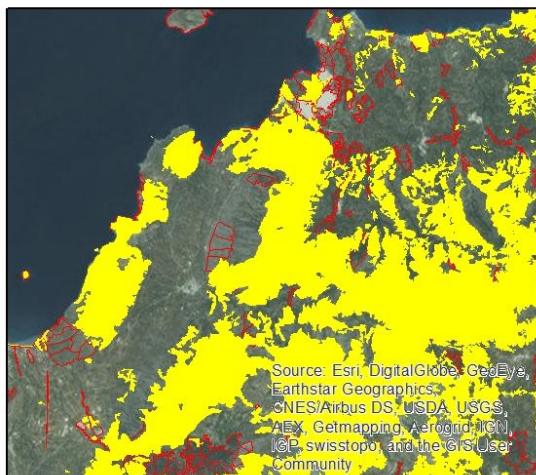 Source: Esri, DigitalGlobe, GeoEye,
Earthstar Geographics,
CNES/Airbus DS, USDA, USGS,
AEX, Getmapping, Aerogrid, IGN,
IGP, swisstopo, and the GIS User
Community